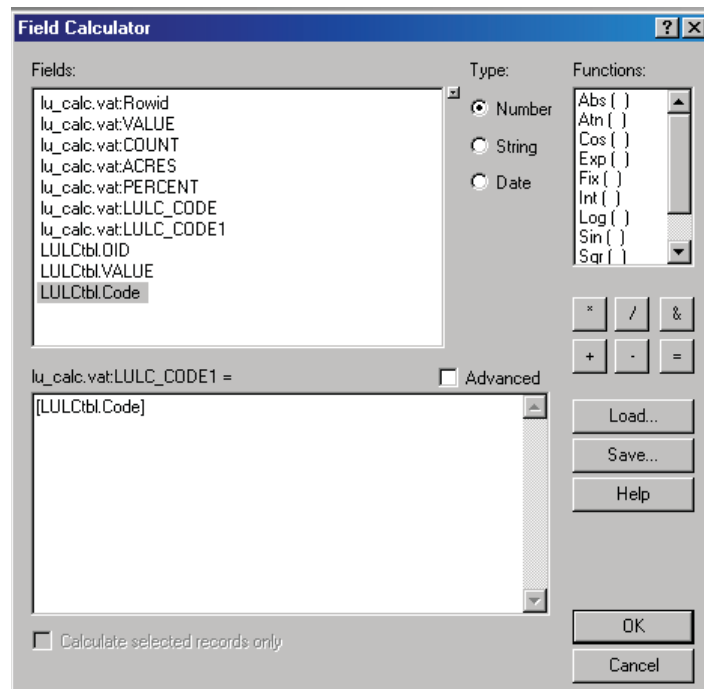 Field Calculator
Fields:
lu_calc.vat:Rowid
lu_calc.vat:VALUE
lu_calc.vat:COUNT
lu_calc.vat:ACRES
lu_calc.vat:PERCENT
lu_calc.vat:LULC_CODE
lu_calc.vat:LULC_CODE1
LULCtbl.OID
LULCtbl.VALUE
LULCtbl.Code
Type:
Number
String
Date
Functions:
Abs ( )
Atn ( )
Cos ( )
Exp ( )
Fix ( )
Int ( )
Log ( )
Sin ( )
Sqr ( )
* / &
+ - =
lu_calc.vat:LULC_CODE1 =
Advanced
[LULCtbl.Code]
Load...
Save...
Help
Calculate selected records only
OK
Cancel